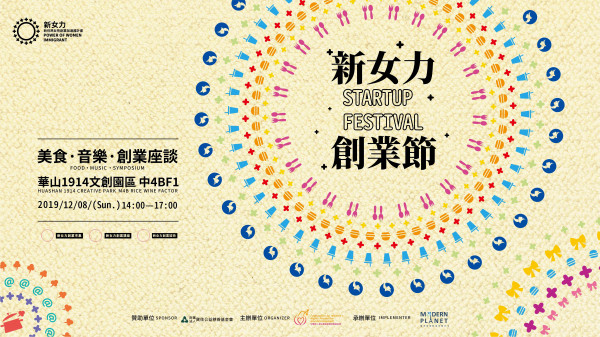 新女力
POWER OF WOMEN
IMMIGRANT
新女力
STARTUP
FESTIVAL
創業節
美食·音樂·創業座談
FOOD · MUSIC · SYMPOSIUM
華山1914文創園區 中4BF1
HUASHAN 1914 CREATIVE PARK, MAB RICE WINE FACTOR
2019/12/08/(Sun.)14:00—17:00
贊助單位 SPONSOR
主辦單位 ORGANIZER
承辦單位 IMPLEMENTER
MODERN
PLANET